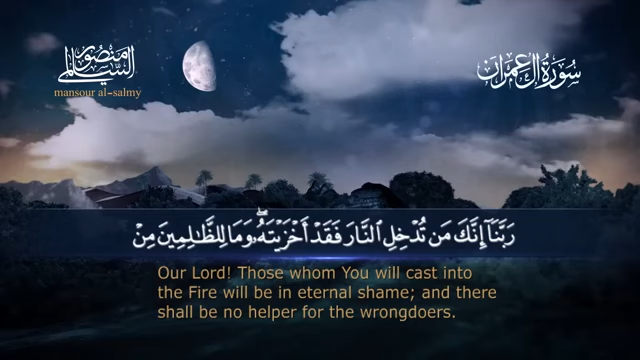 منصور السالمي
mansour al-salmy
سورة آل عمران
رَبَّنَآ إِنَّكَ مَن تُدْخِلِ ٱلنَّارَ فَقَدْ أَخْزَيْتَهُۥ ۖ وَمَا لِلظَّـٰلِمِينَ مِنْ
Our Lord! Those whom You will cast into
the Fire will be in eternal shame; and there
shall be no helper for the wrongdoers.